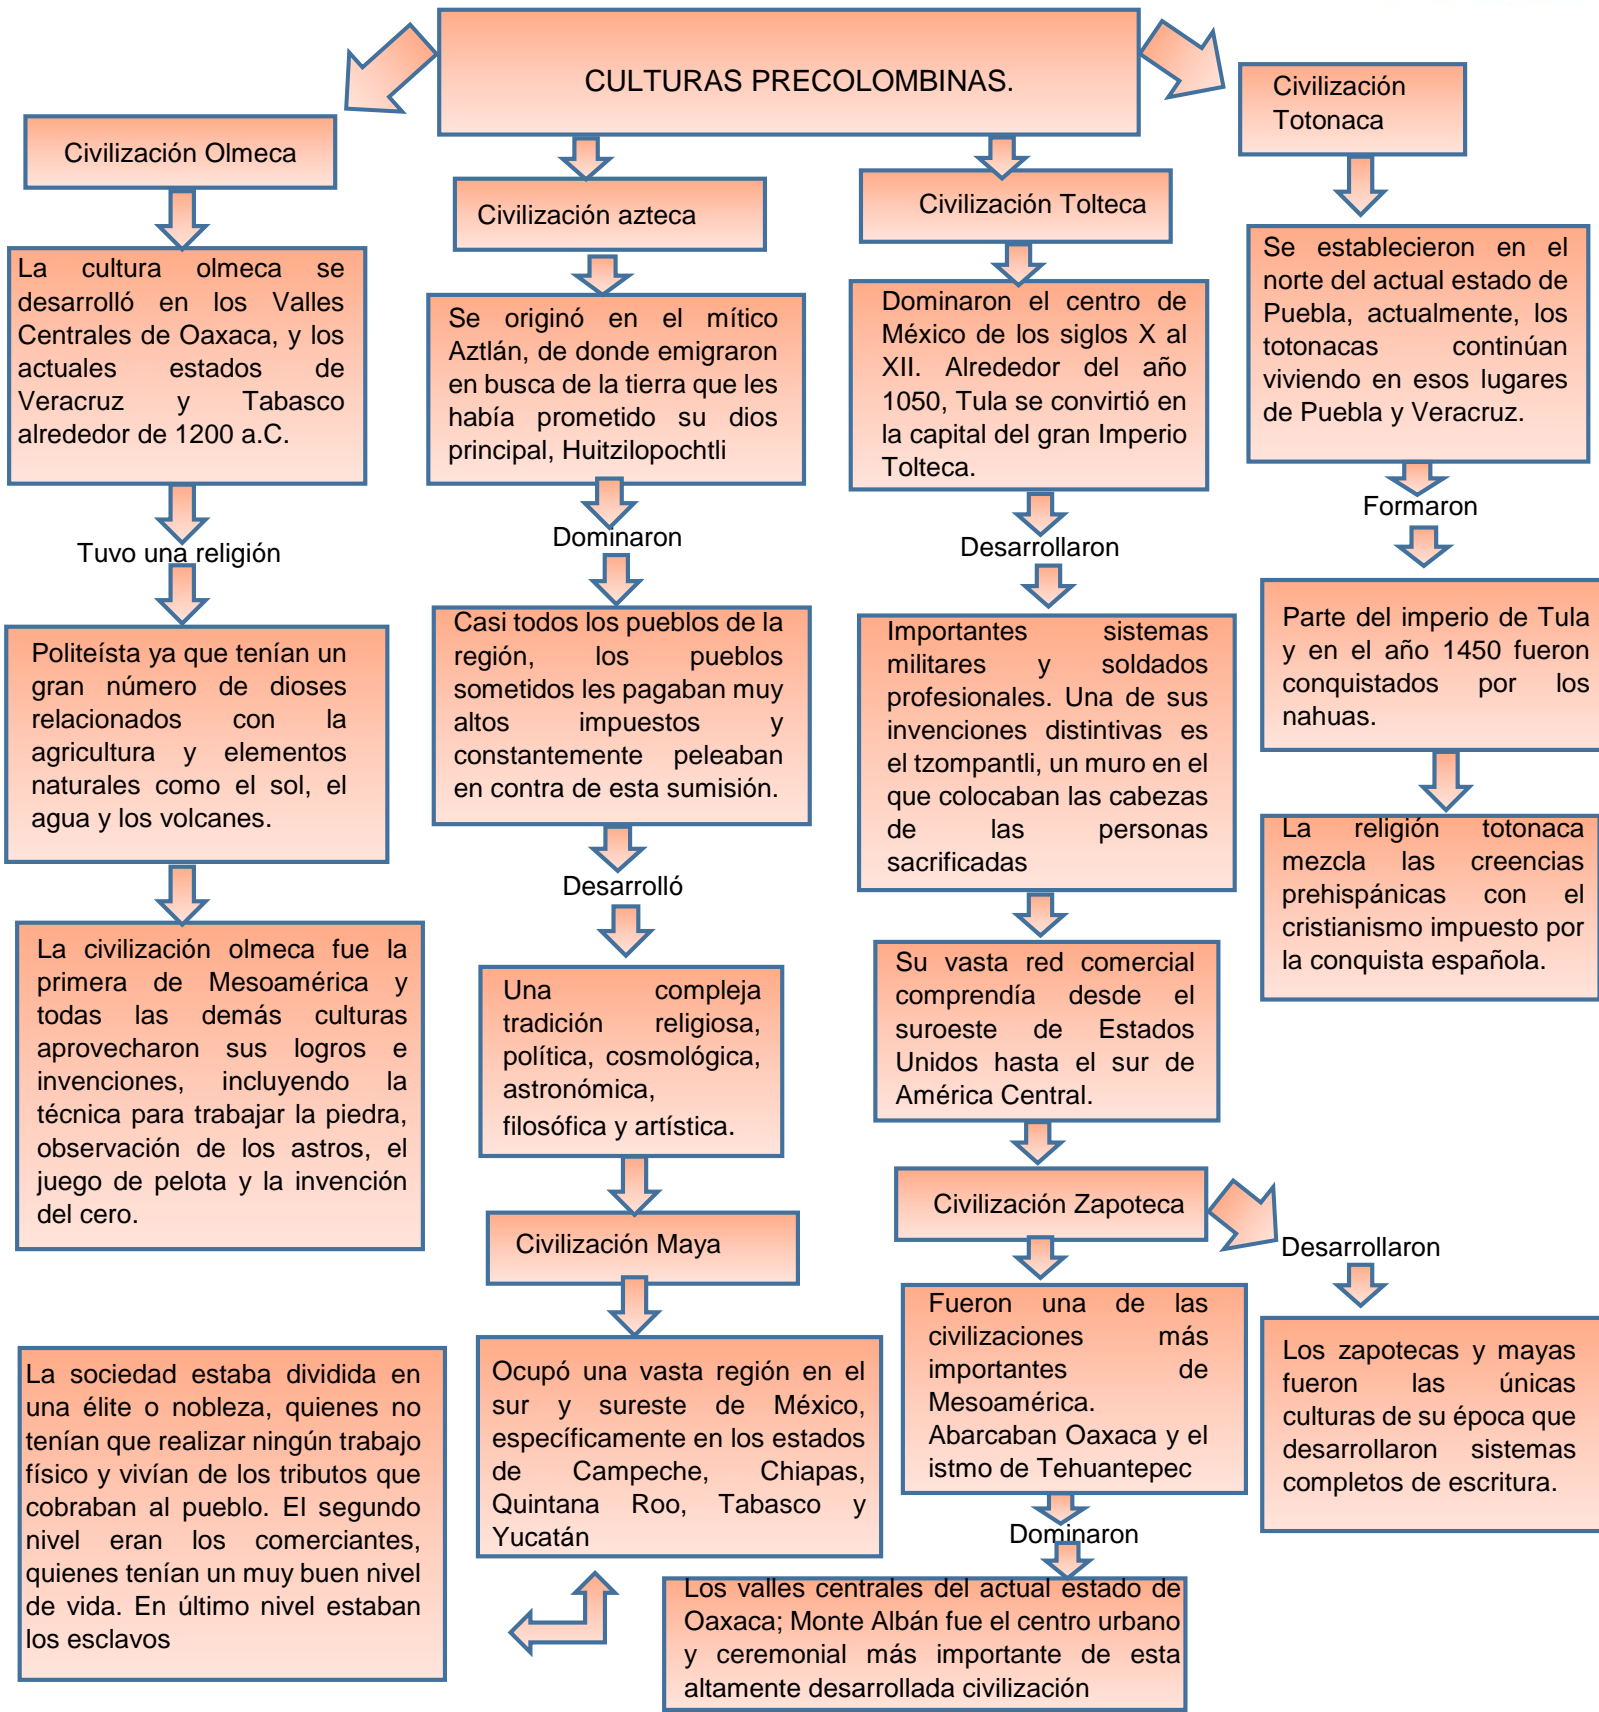 CULTURAS PRECOLOMBINAS.
Civilización Olmeca
La cultura olmeca se
desarrolló en los Valles
Centrales de Oaxaca, y los
actuales estados de
Veracruz y Tabasco
alrededor de 1200 a.C.
Tuvo una religión
Politeísta ya que tenían un
gran número de dioses
relacionados con la
agricultura y elementos
naturales como el sol, el
agua y los volcanes.
La civilización olmeca fue la
primera de Mesoamérica y
todas las demás culturas
aprovecharon sus logros e
invenciones, incluyendo la
técnica para trabajar la piedra,
observación de los astros, el
juego de pelota y la invención
del cero.
Civilización azteca
Se originó en el mítico
Aztlán, de donde emigraron
en busca de la tierra que les
había prometido su dios
principal, Huitzilopochtli
Dominaron
Casi todos los pueblos de la
región, los pueblos
sometidos les pagaban muy
altos impuestos y
constantemente peleaban
en contra de esta sumisión.
Desarrolló
Una compleja
tradición religiosa,
política, cosmológica,
astronómica,
filosófica y artística.
Civilización Maya
Ocupó una vasta región en el
sur y sureste de México,
específicamente en los estados
de Campeche, Chiapas,
Quintana Roo, Tabasco y
Yucatán
La sociedad estaba dividida en
una élite o nobleza, quienes no
tenían que realizar ningún trabajo
físico y vivían de los tributos que
cobraban al pueblo. El segundo
nivel eran los comerciantes,
quienes tenían un muy buen nivel
de vida. En último nivel estaban
los esclavos
Civilización Tolteca
Dominaron el centro de
México de los siglos X al
XII. Alrededor del año
1050, Tula se convirtió en
la capital del gran Imperio
Tolteca.
Desarrollaron
Importantes sistemas
militares y soldados
profesionales. Una de sus
invenciones distintivas es
el tzompantli, un muro en el
que colocaban las cabezas
de las personas
sacrificadas
Su vasta red comercial
comprendía desde el
suroeste de Estados
Unidos hasta el sur de
América Central.
Civilización Zapoteca
Fueron una de las
civilizaciones más
importantes de
Mesoamérica.
Abarcaban Oaxaca y el
istmo de Tehuantepec
Dominaron
Los valles centrales del actual estado de
Oaxaca; Monte Albán fue el centro urbano
y ceremonial más importante de esta
altamente desarrollada civilización
Desarrollaron
Los zapotecas y mayas
fueron las únicas
culturas de su época que
desarrollaron sistemas
completos de escritura.
Civilización
Totonaca
Se establecieron en el
norte del actual estado de
Puebla, actualmente, los
totonacas continúan
viviendo en esos lugares
de Puebla y Veracruz.
Formaron
Parte del imperio de Tula
y en el año 1450 fueron
conquistados por los
nahuas.
La religión totonaca
mezcla las creencias
prehispánicas con el
cristianismo impuesto por
la conquista española.